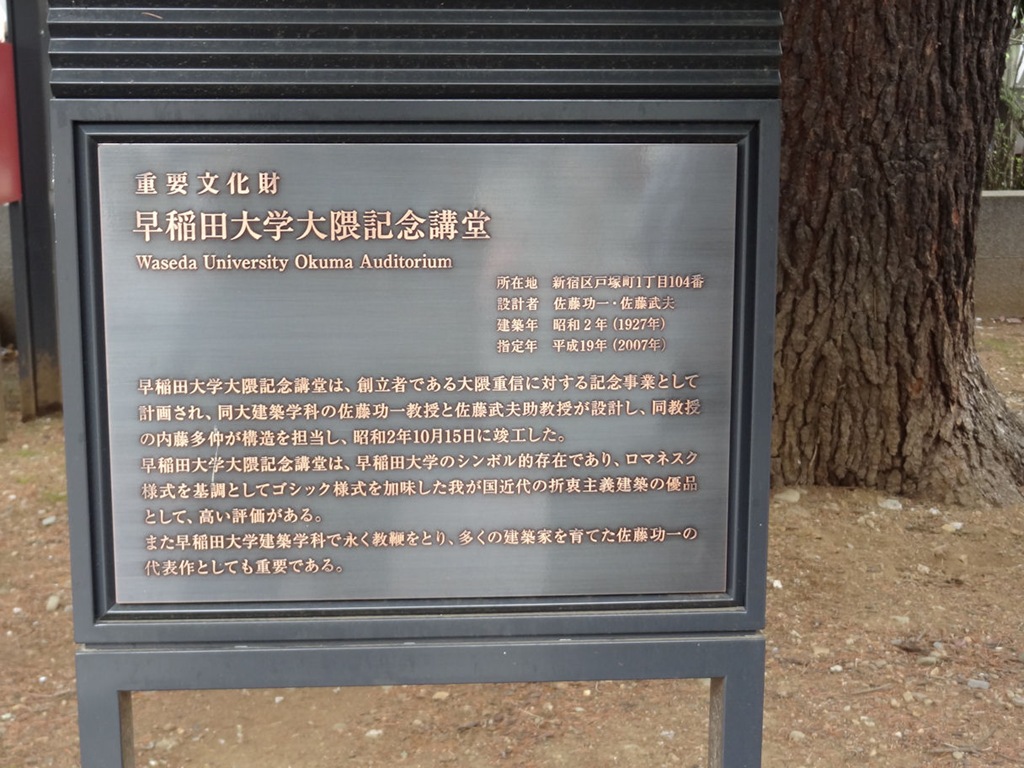 重要文化財
早稲田大学大隈記念講堂
Waseda University Okuma Auditorium
所在地　新宿区戸塚町1丁目104番
設計者　佐藤功一・佐藤武夫
建築年　昭和2年（1927年）
指定年　平成19年（2007年）
早稲田大学大隈記念講堂は、創立者である大隈重信に対する記念事業として
計画され、同大建築学科の佐藤功一教授と佐藤武夫助教授が設計し、同教授
の内藤多仲が構造を担当し、昭和2年10月15日に竣工した。
早稲田大学大隈記念講堂は、早稲田大学のシンボル的存在であり、ロマネスク
様式を基調としてゴシック様式を加味した我が国近代の折衷主義建築の優品
として、高い評価がある。
また早稲田大学建築学科で永く教鞭をとり、多くの建築家を育てた佐藤功一の
代表作としても重要である。